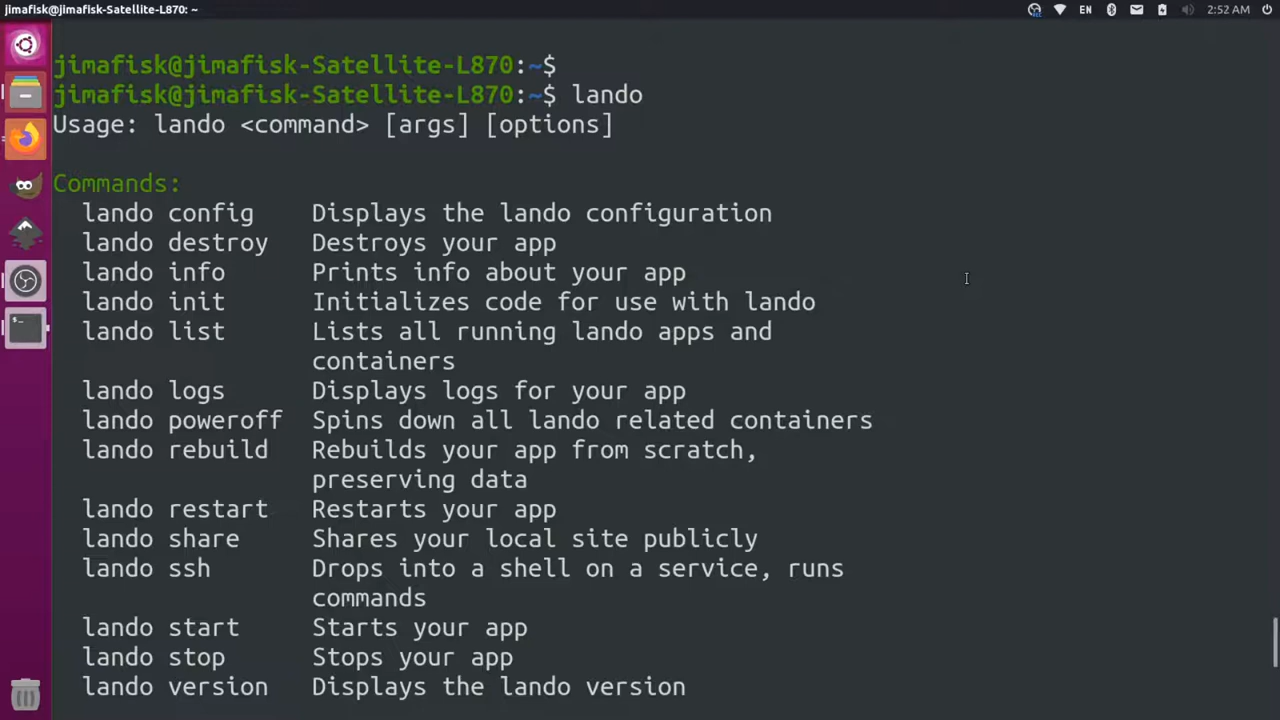 jimafisk@jimafisk-Satellite-L870: ~
EN
2:52 AM
jimafisk@jimafisk-Satellite-L870:~$
jimafisk@jimafisk-Satellite-L870:~$ lando
Usage: lando <command> [args] [options]
Commands:
lando config Displays the lando configuration
lando destroy Destroys your app
lando info Prints info about your app
lando init Initializes code for use with lando
lando list Lists all running lando apps and
containers
lando logs Displays logs for your app
lando poweroff Spins down all lando related containers
lando rebuild Rebuilds your app from scratch,
preserving data
lando restart Restarts your app
lando share Shares your local site publicly
lando ssh Drops into a shell on a service, runs
commands
lando start Starts your app
lando stop Stops your app
lando version Displays the lando version